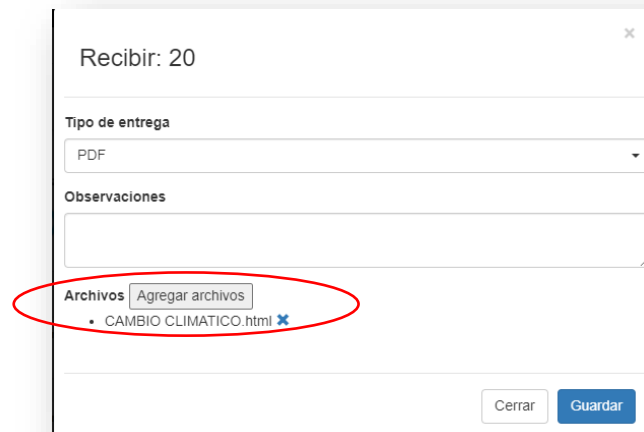 ×
Recibir: 20
Tipo de entrega
PDF
Observaciones
Archivos Agregar archivos
• CAMBIO CLIMATICO.html ✖
Cerrar Guardar